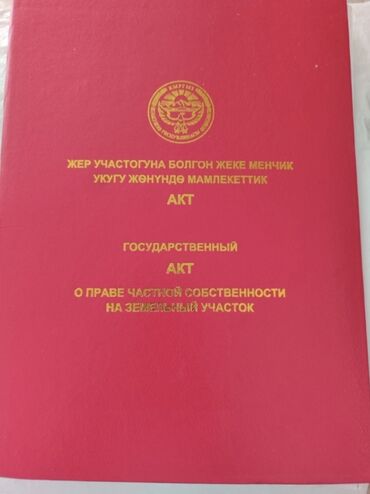 ЖЕР УЧАСТОГУНА БОЛГОН ЖЕКЕ МЕНЧИК
УКУГУ ЖӨНҮНДӨ МАМЛЕКЕТТИК
АКТ
ГОСУДАРСТВЕННЫЙ
АКТ
О ПРАВЕ ЧАСТНОЙ СОБСТВЕННОСТИ
НА ЗЕМЕЛЬНЫЙ УЧАСТОК